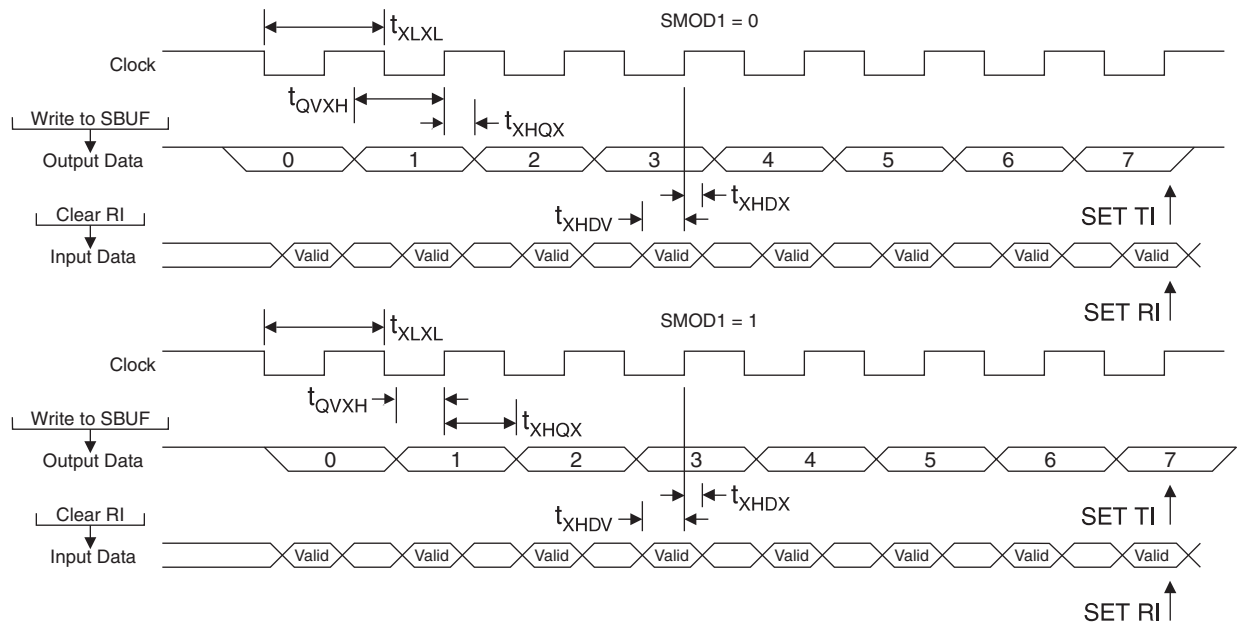 SMOD1 = 0
tXLXL
Clock
tQVXH
tXHQX
Write to SBUF
Output Data
0 1 2 3 4 5 6 7
tXHDX
tXHDV
SET TI
Clear RI
Input Data
Valid Valid Valid Valid Valid Valid Valid Valid
SET RI
SMOD1 = 1
tXLXL
Clock
tQVXH
tXHQX
Write to SBUF
Output Data
0 1 2 3 4 5 6 7
tXHDX
tXHDV
SET TI
Clear RI
Input Data
Valid Valid Valid Valid Valid Valid Valid Valid
SET RI